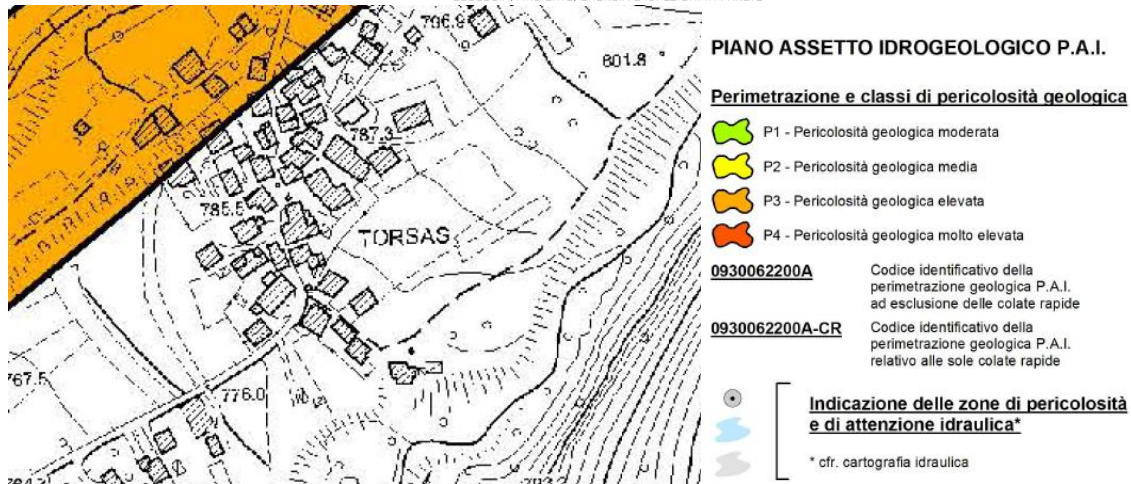 796.9
601.8
787.3
785.5
TORSAS
767.5
776.0
PIANO ASSETTO IDROGEOLOGICO P.A.I.
Perimetrazione e classi di pericolosità geologica
P1 - Pericolosità geologica moderata
P2 - Pericolosità geologica media
P3 - Pericolosità geologica elevata
P4 - Pericolosità geologica molto elevata
0930062200A Codice identificativo della
perimetrazione geologica P.A.I.
ad esclusione delle colate rapide
0930062200A-CR Codice identificativo della
perimetrazione geologica P.A.I.
relativo alle sole colate rapide
Indicazione delle zone di pericolosità
e di attenzione idraulica*
* cfr. cartografia idraulica